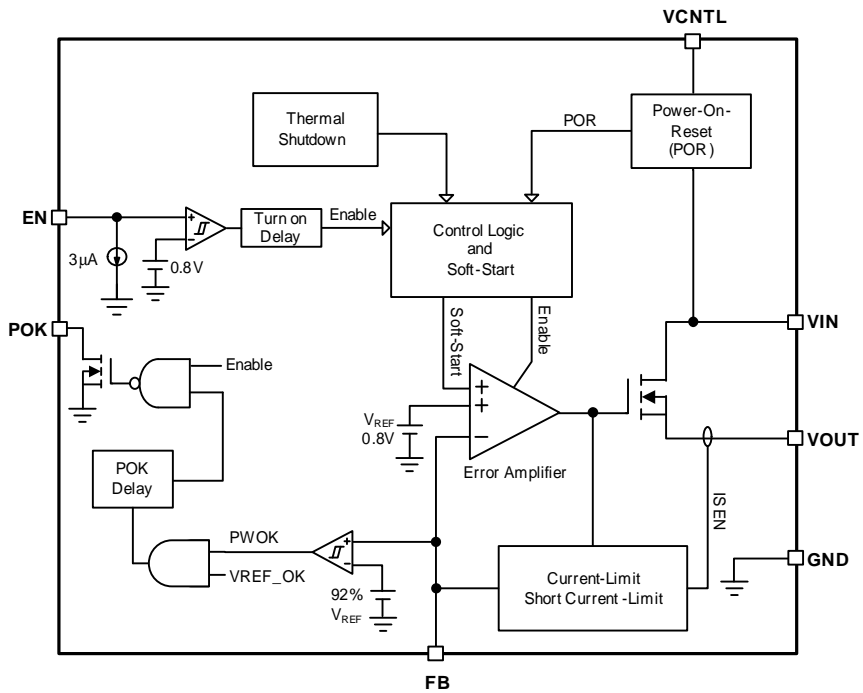 VCNTL
Thermal
Shutdown
POR
Power-On-
Reset
(POR)
EN
Turn on
Delay
Enable
Control Logic
and
Soft-Start
3µA
0.8V
POK
Soft-Start
Enable
VIN
Enable
VREF
0.8V
Error Amplifier
VOUT
POK
Delay
ISEN
PWOK
VREF_OK
92%
VREF
Current-Limit
Short Current-Limit
GND
FB